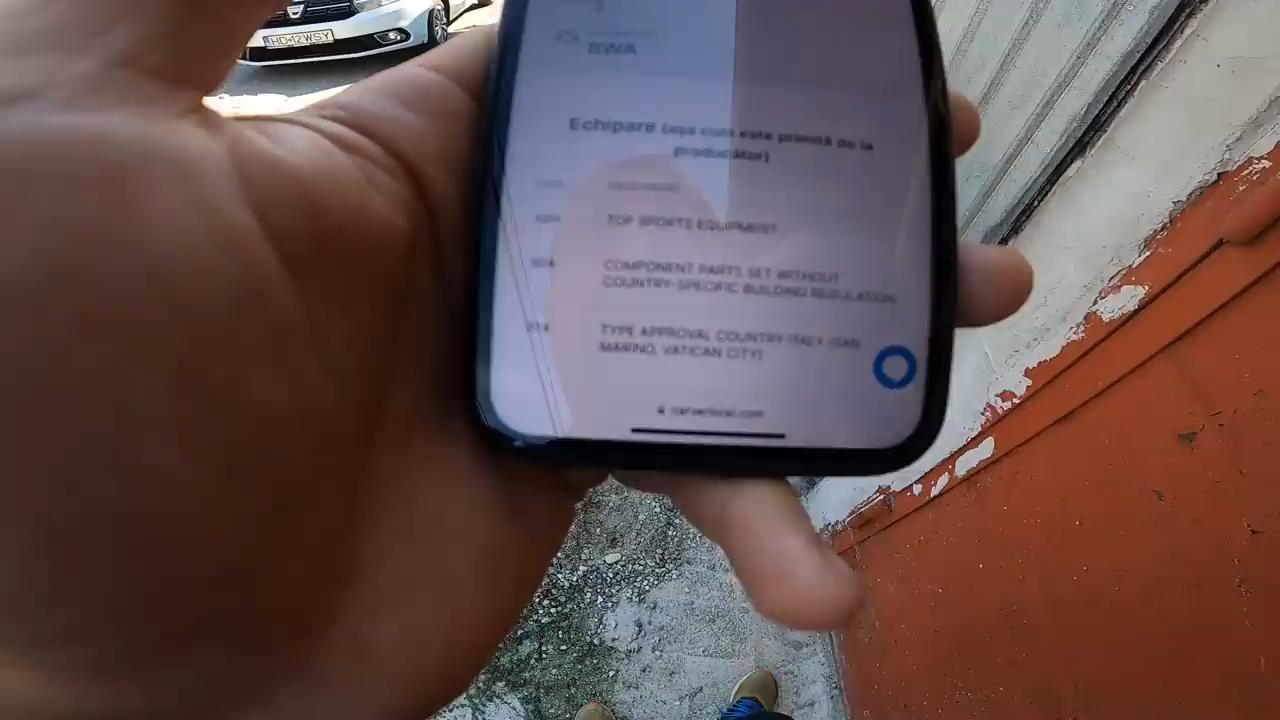 HD 12 WSY
BWA
Echipare (așa cum este primită de la
producător)
TOP SPORTS EQUIPMENT
COMPONENT PARTS SET WITHOUT
COUNTRY-SPECIFIC BUILDING REGULATION
TYPE APPROVAL COUNTRY ITALY (SAN
MARINO, VATICAN CITY)
carvertical.com